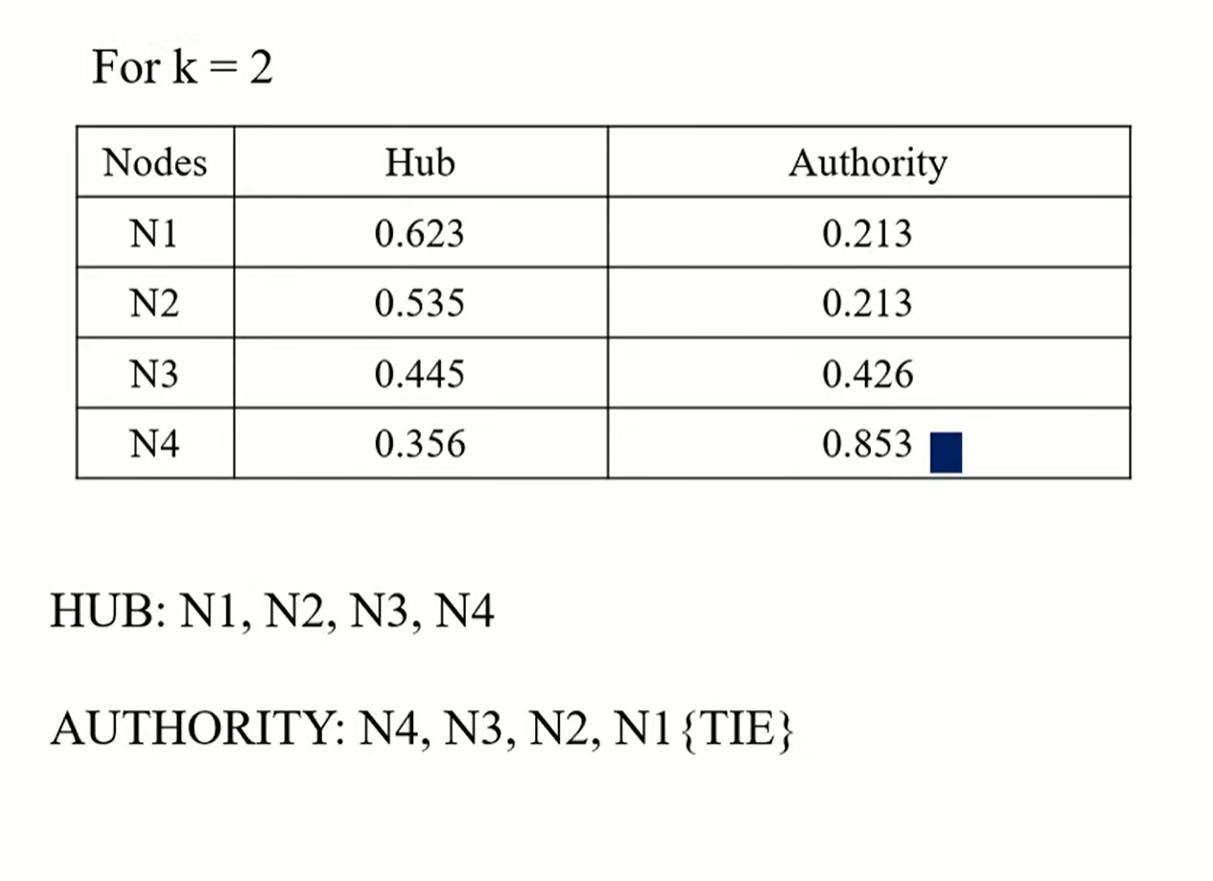 For k = 2
Nodes Hub Authority
N1 0.623 0.213
N2 0.535 0.213
N3 0.445 0.426
N4 0.356 0.853
HUB: N1, N2, N3, N4
AUTHORITY: N4, N3, N2, N1{TIE}